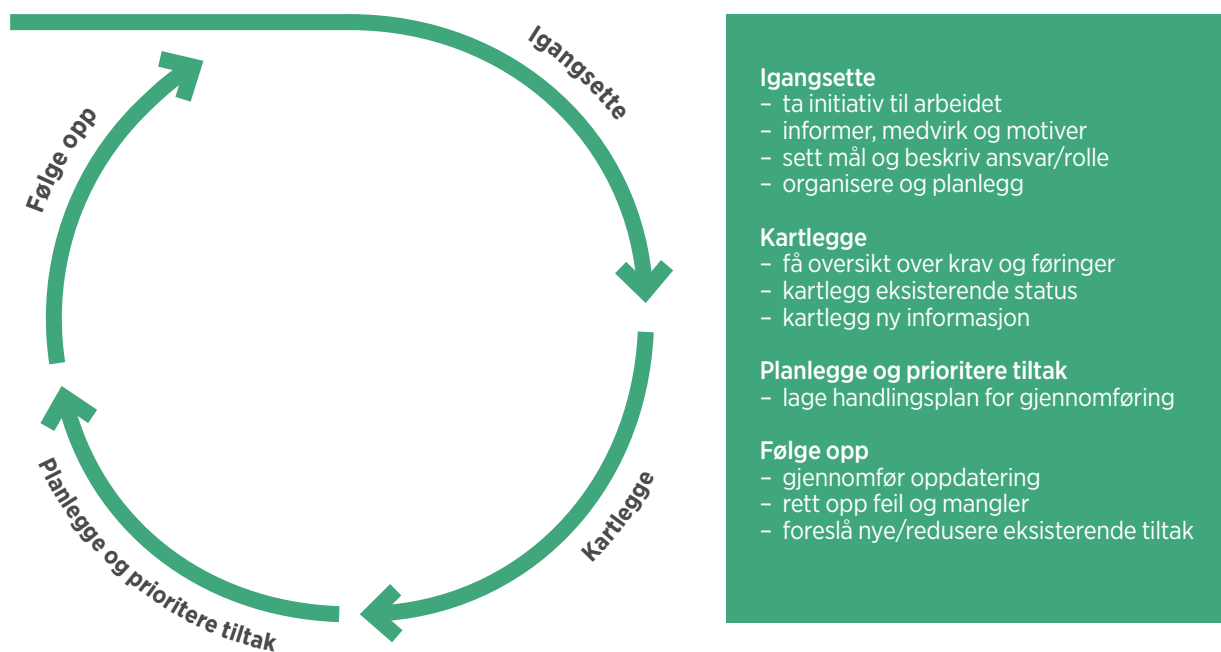 Igangsette
Følge opp
Kartlegge
Planlegge og prioritere tiltak
Igangsette
– ta initiativ til arbeidet
– informer, medvirk og motiver
– sett mål og beskriv ansvar/rolle
– organisere og planlegg
Kartlegge
– få oversikt over krav og føringer
– kartlegg eksisterende status
– kartlegg ny informasjon
Planlegge og prioritere tiltak
– lage handlingsplan for gjennomføring
Følge opp
– gjennomfør oppdatering
– rett opp feil og mangler
– foreslå nye/redusere eksisterende tiltak